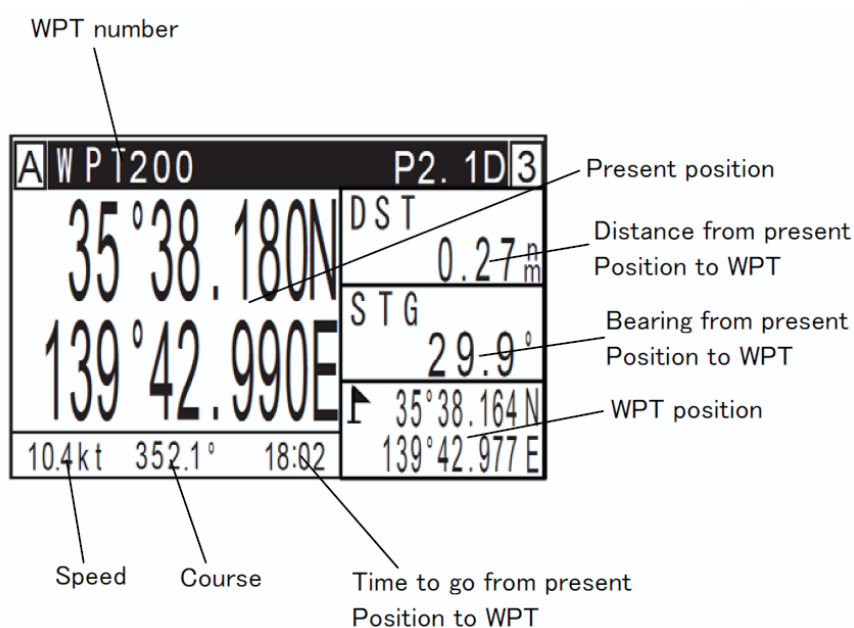 WPT number
A WPT200 P2. 1D 3
35°38.180N
139°42.990E
10.4kt 352.1° 18:02
DST
0.27nm
STG
29.9°
35°38.164N
139°42.977E
Present position
Distance from present
Position to WPT
Bearing from present
Position to WPT
WPT position
Speed
Course
Time to go from present
Position to WPT